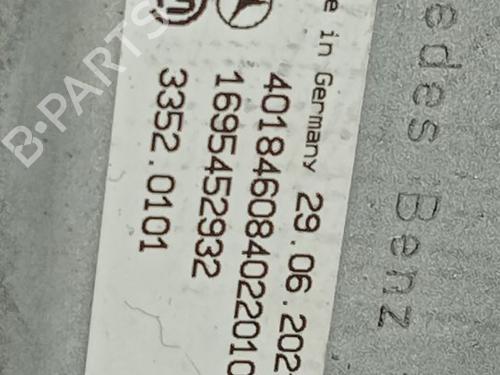 edes Benz
e in Germany 29.06.202
401846084022010
1695452932
3352.0101
B-PARTS